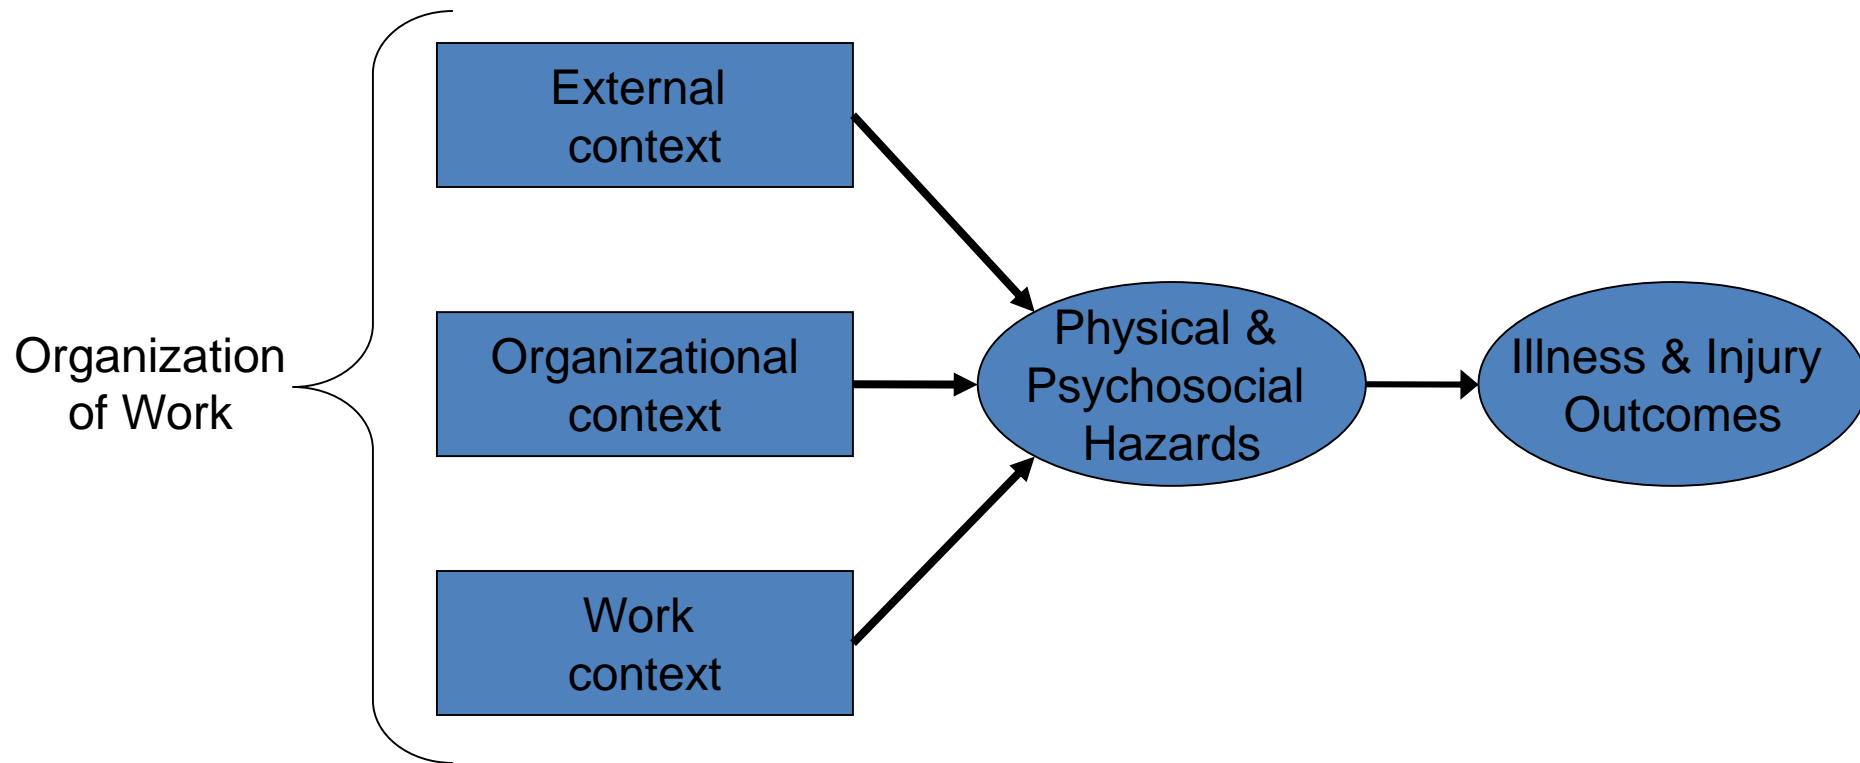 Organization
of Work
External
context
Organizational
context
Work
context
Physical &
Psychosocial
Hazards
Illness & Injury
Outcomes